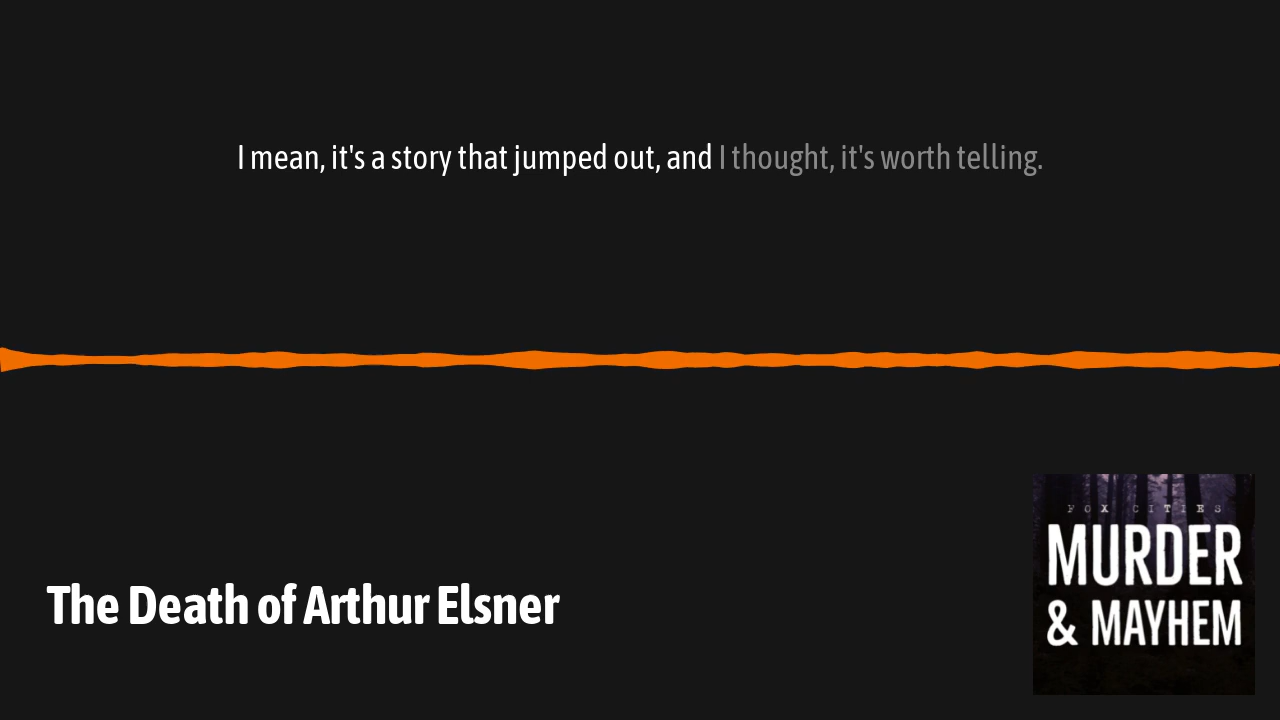 I mean, it's a story that jumped out, and I thought, it's worth telling.
The Death of Arthur Elsner
FOX CITIES
MURDER
& MAYHEM